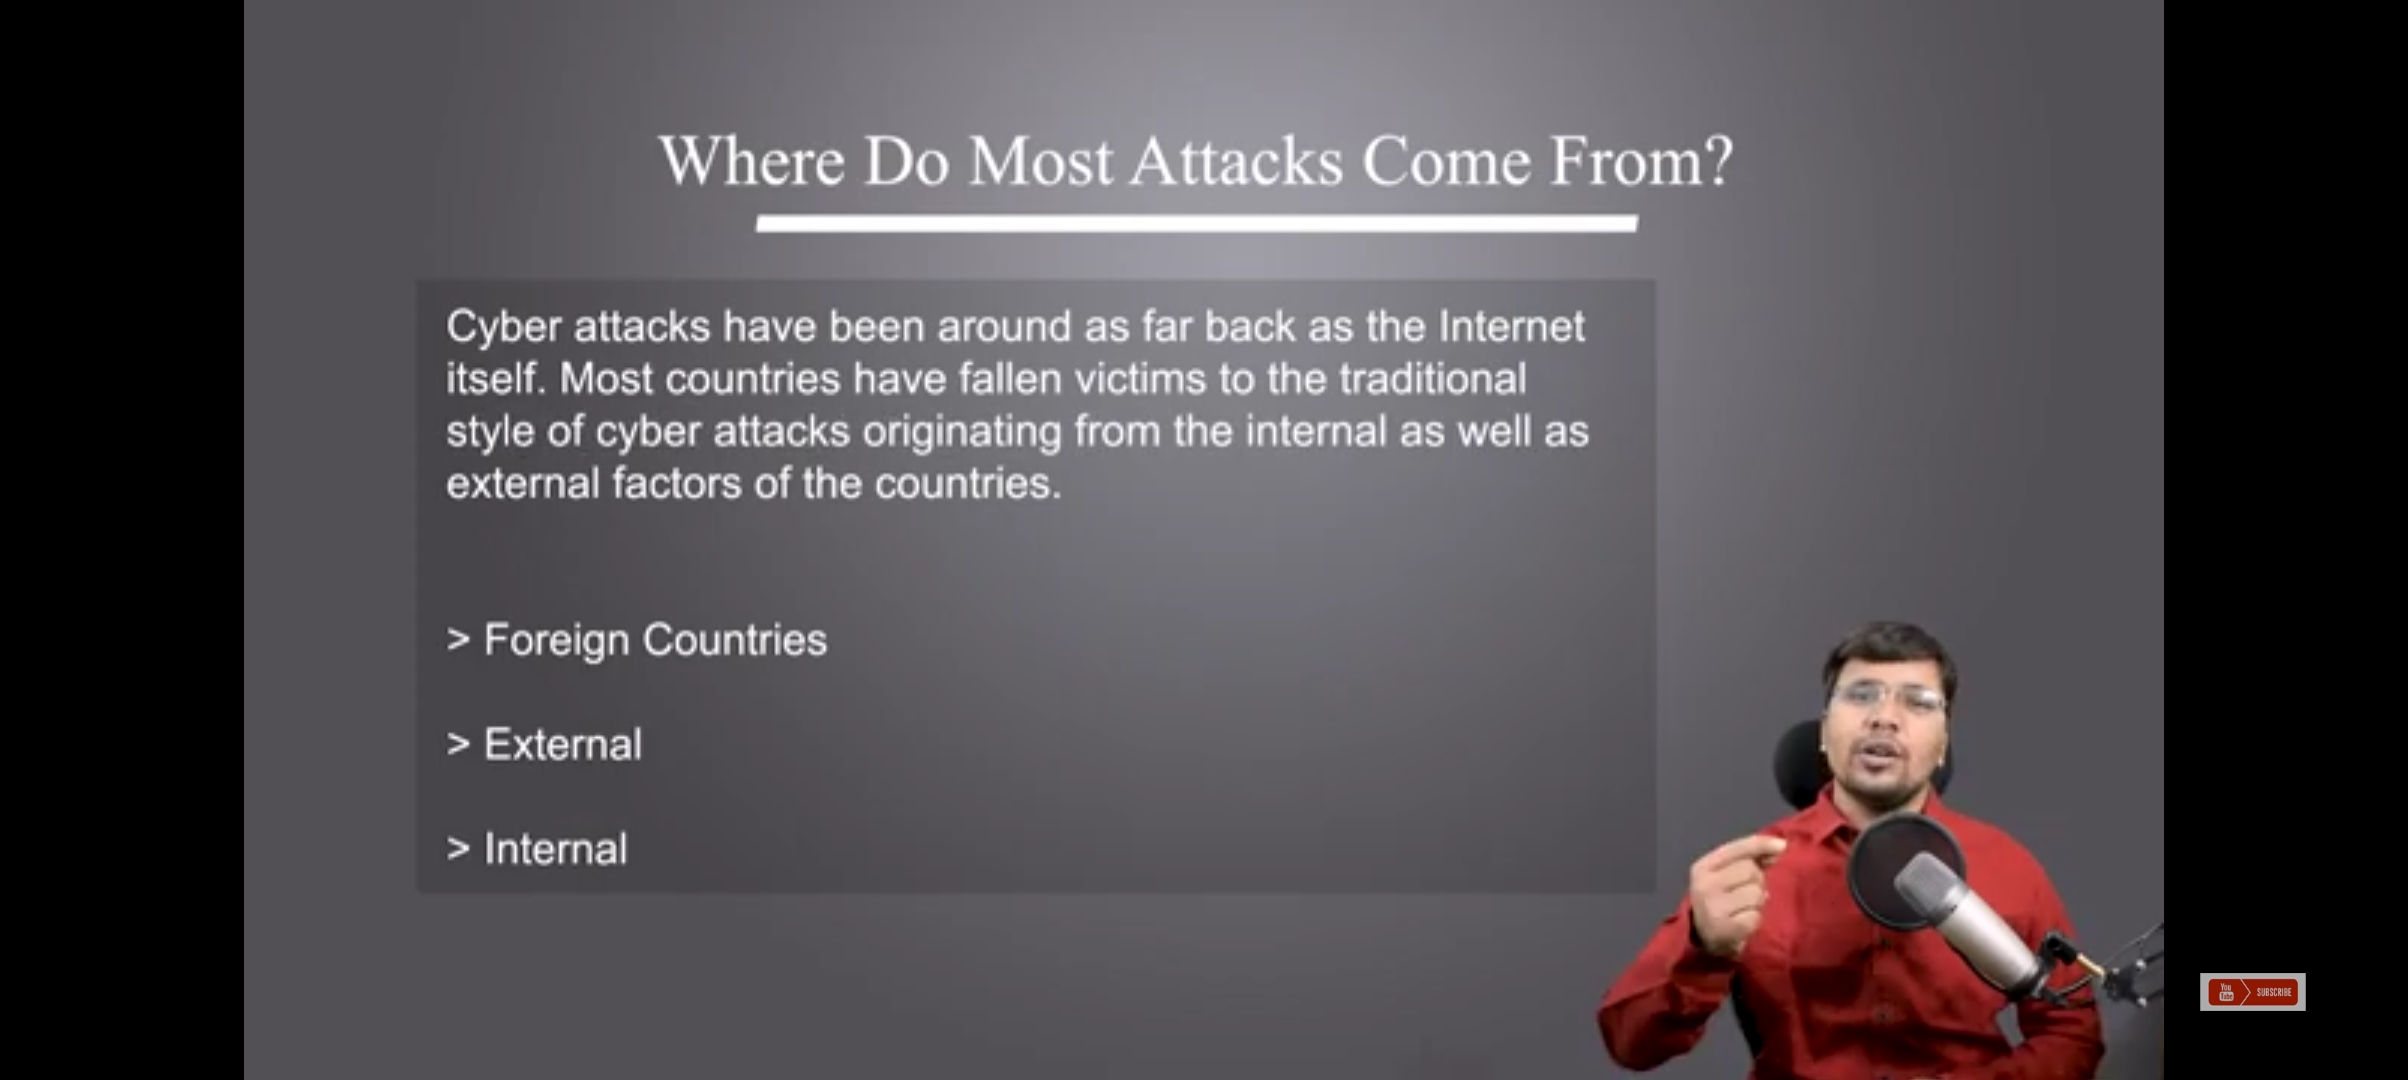 Where Do Most Attacks Come From?
Cyber attacks have been around as far back as the Internet
itself. Most countries have fallen victims to the traditional
style of cyber attacks originating from the internal as well as
external factors of the countries.
> Foreign Countries
> External
> Internal
You
Tube
SUBSCRIBE